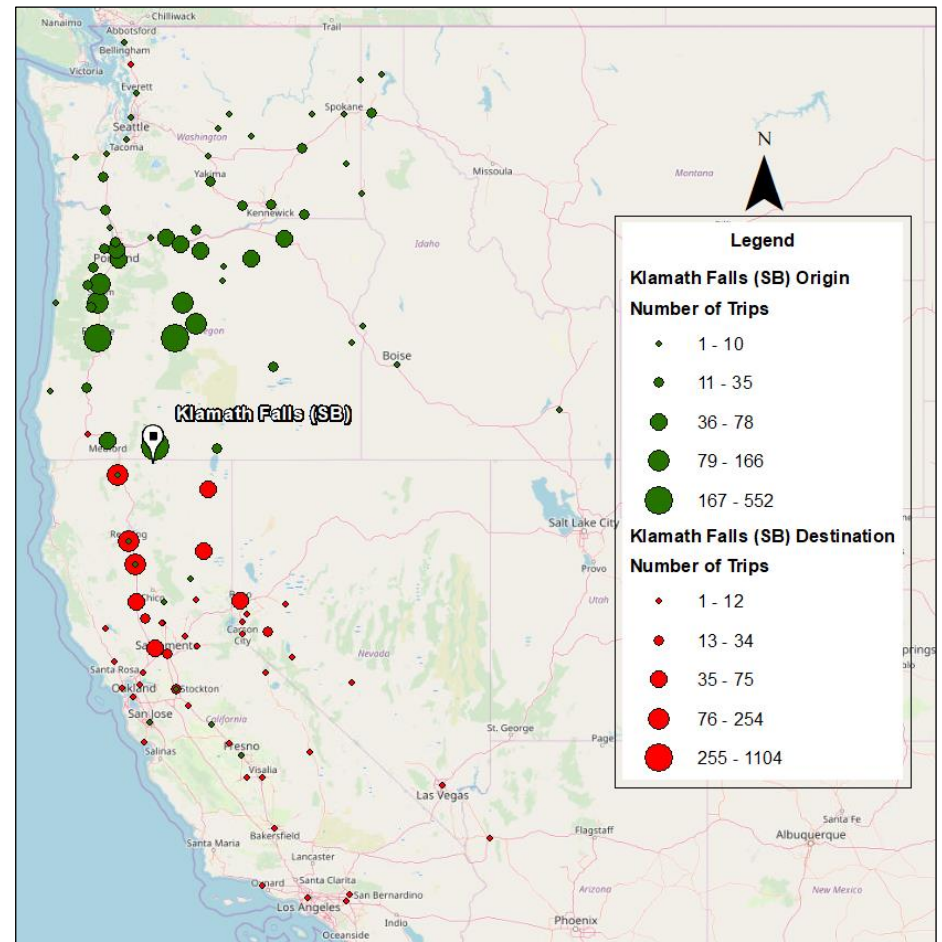 Chilliwack
Nanaimo
Abbotsford
Trail
Bellingham
Victoria
Everett
Spokane
Seattle
Washington
Tacoma
Missoula
Yakima
Montana
Kennewick
Idaho
Boise
Klamath Falls (SB)
Salt Lake City
Provo
Chico
Utah
Carson
City
Nevada
Santa Rosa
Stockton
San Jose
California
St. George
Page
Salinas
Fresno
Visalia
Las Vegas
Bakersfield
Flagstaff
Santa Fe
Albuquerque
Santa Maria
Lancaster
Santa Clarita
San Bernardino
Los Angeles
Arizona
New Mexico
Indio
Phoenix
Oceanside
N
Legend
Klamath Falls (SB) Origin
Number of Trips
1 - 10
11 - 35
36 - 78
79 - 166
167 - 552
Klamath Falls (SB) Destination
Number of Trips
1 - 12
13 - 34
35 - 75
76 - 254
255 - 1104